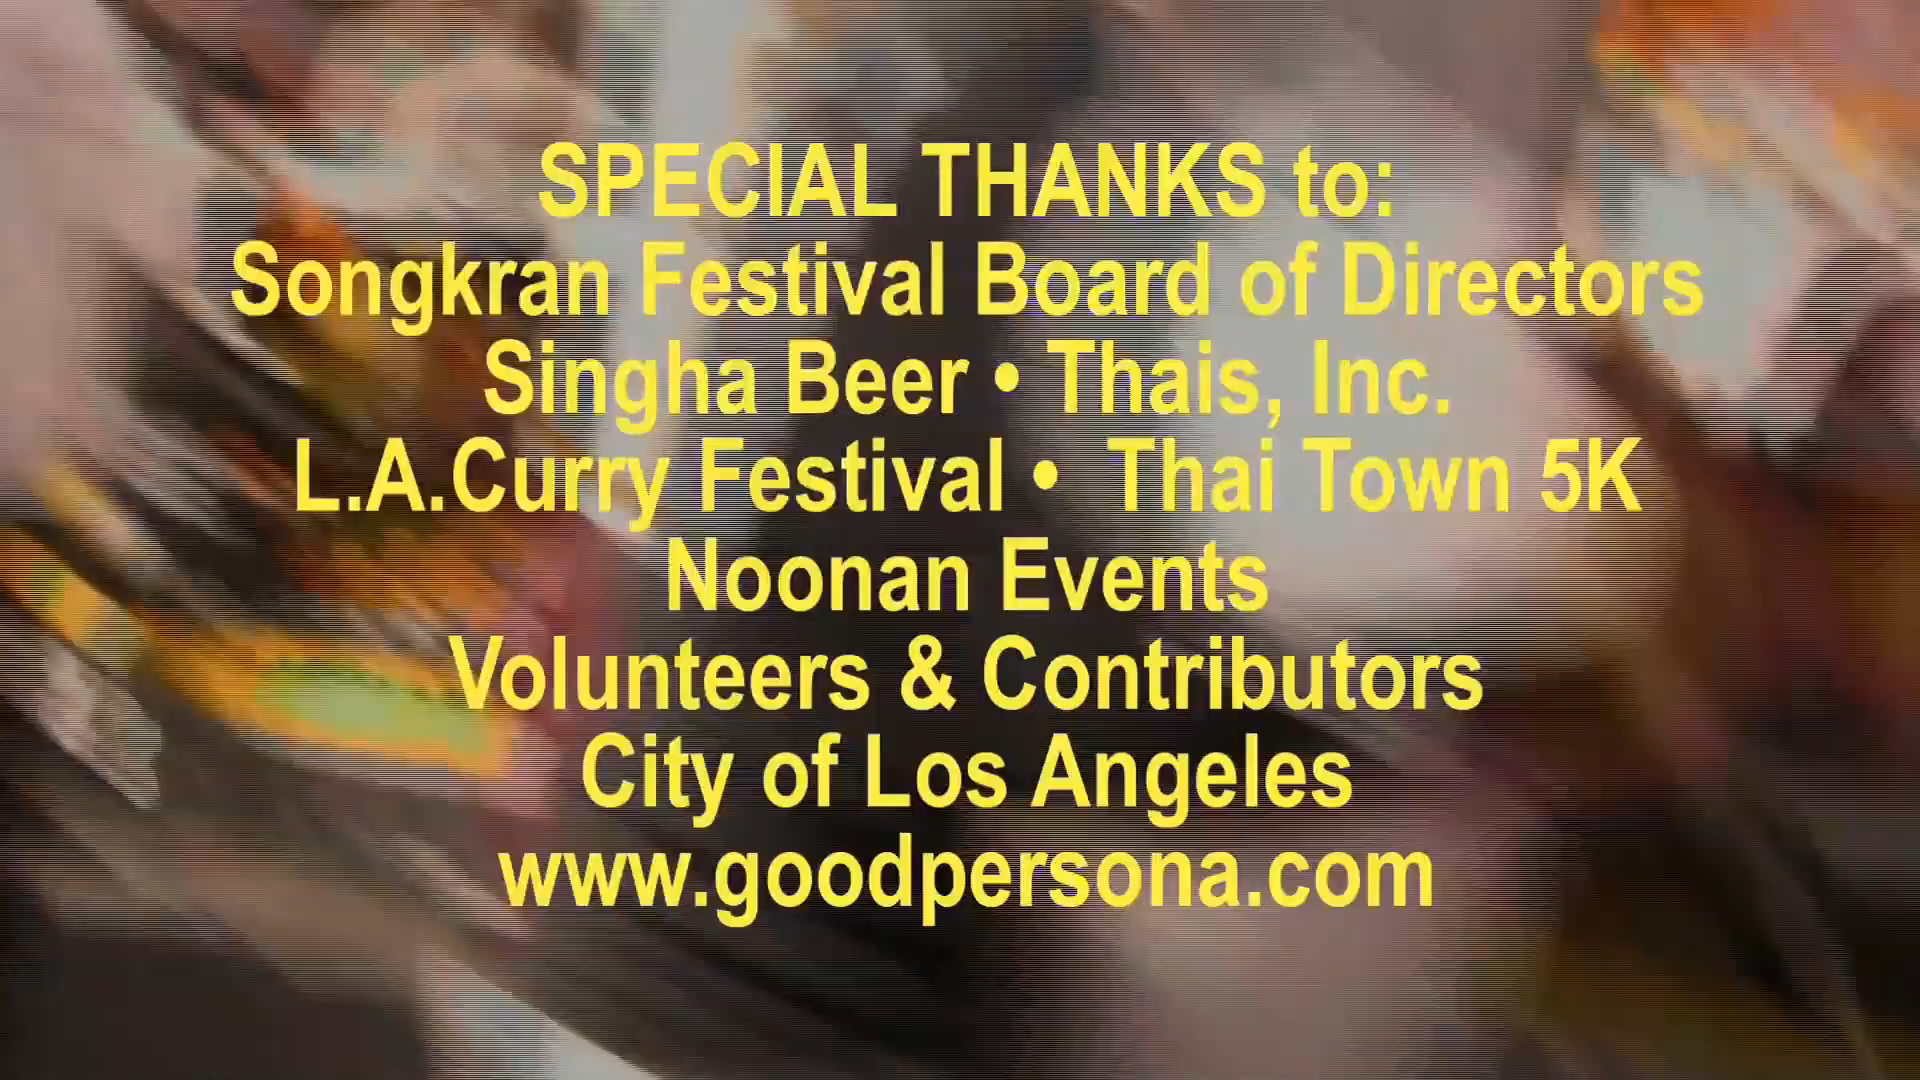 SPECIAL THANKS to:
Songkran Festival Board of Directors
Singha Beer • Thais, Inc.
L.A.Curry Festival • Thai Town 5K
Noonan Events
Volunteers & Contributors
City of Los Angeles
www.goodpersona.com